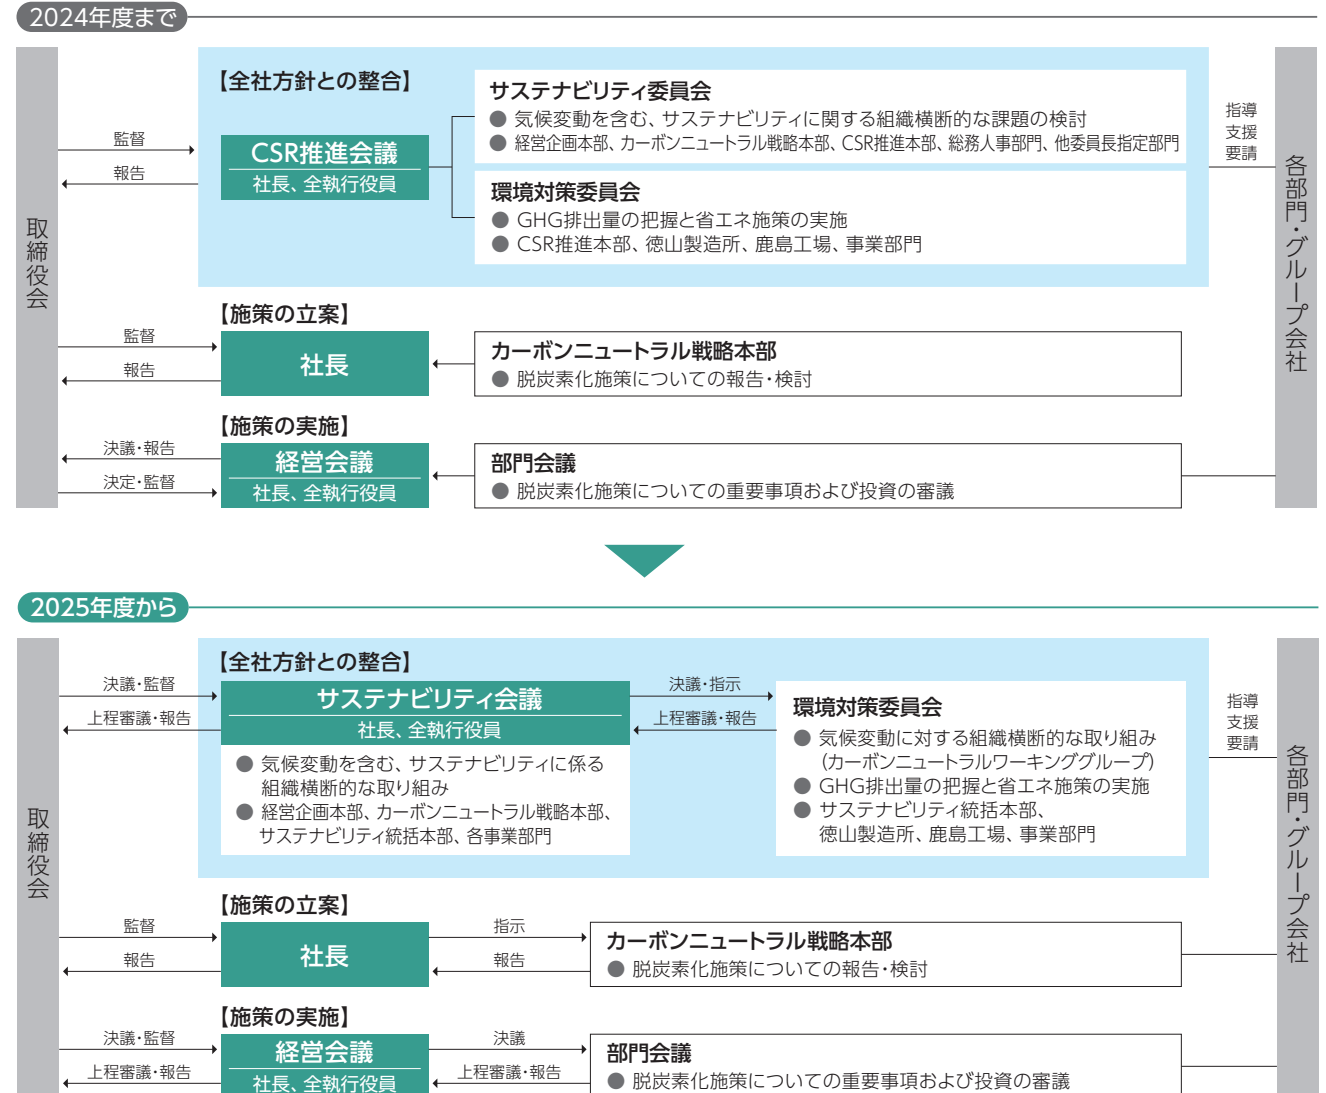 2024年度まで
取締役会
監督
報告
【全社方針との整合】
CSR推進会議
社長、全執行役員
サステナビリティ委員会
● 気候変動を含む、サステナビリティに関する組織横断的な課題の検討
● 経営企画本部、カーボンニュートラル戦略本部、CSR推進本部、総務人事部門、他委員長指定部門
環境対策委員会
● GHG排出量の把握と省エネ施策の実施
● CSR推進本部、徳山製造所、鹿島工場、事業部門
指導
支援
要請
各部門・グループ会社
【施策の立案】
監督
報告
社長
カーボンニュートラル戦略本部
● 脱炭素化施策についての報告・検討
【施策の実施】
決議・報告
決定・監督
経営会議
社長、全執行役員
部門会議
● 脱炭素化施策についての重要事項および投資の審議
2025年度から
取締役会
決議・監督
上程審議・報告
【全社方針との整合】
サステナビリティ会議
社長、全執行役員
● 気候変動を含む、サステナビリティに係る
組織横断的な取り組み
● 経営企画本部、カーボンニュートラル戦略本部、
サステナビリティ統括本部、各事業部門
決議・指示
上程審議・報告
環境対策委員会
● 気候変動に対する組織横断的な取り組み
(カーボンニュートラルワーキンググループ)
● GHG排出量の把握と省エネ施策の実施
● サステナビリティ統括本部、
徳山製造所、鹿島工場、事業部門
指導
支援
要請
各部門・グループ会社
【施策の立案】
監督
報告
社長
指示
報告
カーボンニュートラル戦略本部
● 脱炭素化施策についての報告・検討
【施策の実施】
決議・監督
上程審議・報告
経営会議
社長、全執行役員
決議
上程審議・報告
部門会議
● 脱炭素化施策についての重要事項および投資の審議